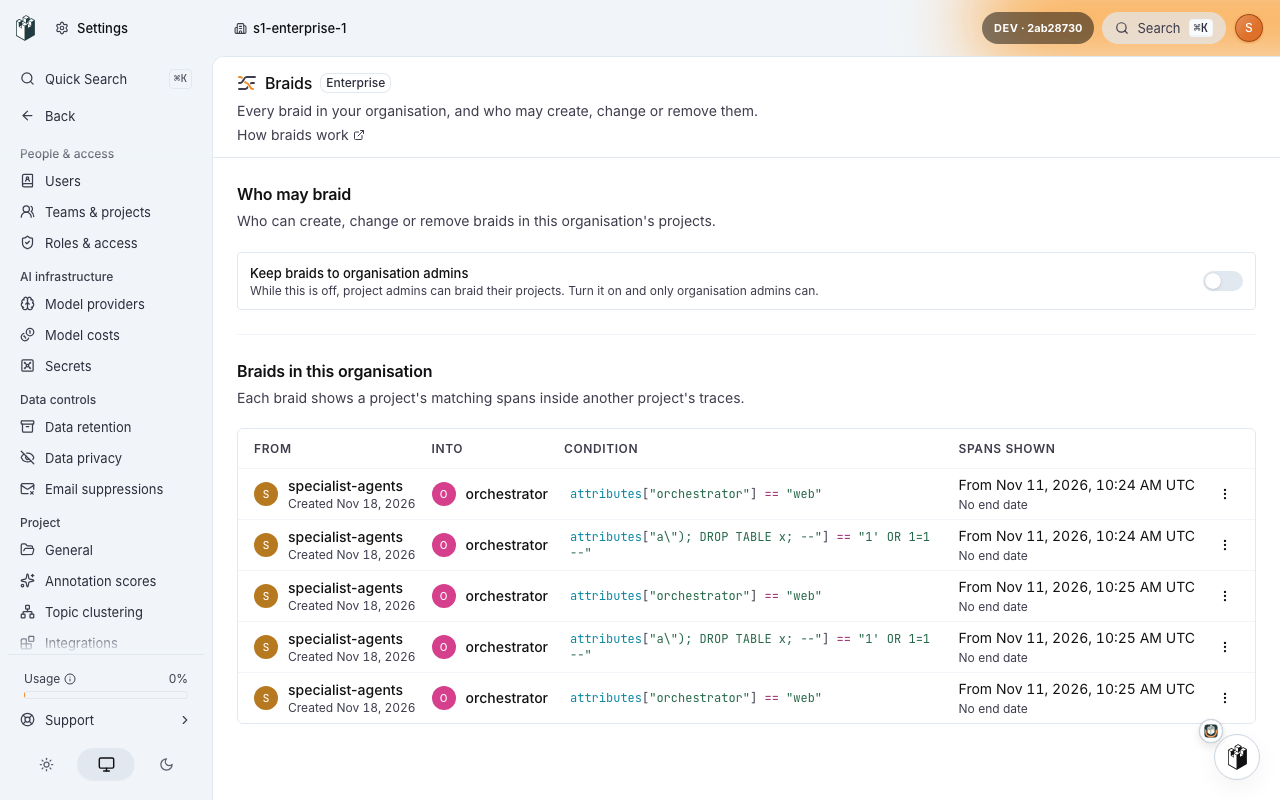 Settings
s1-enterprise-1
DEV · 2ab28730
Search ⌘K
S
Quick Search ⌘K
Back
People & access
Users
Teams & projects
Roles & access
AI infrastructure
Model providers
Model costs
Secrets
Data controls
Data retention
Data privacy
Email suppressions
Project
General
Annotation scores
Topic clustering
Integrations
Usage 0%
Support
Braids Enterprise
Every braid in your organisation, and who may create, change or remove them.
How braids work
Who may braid
Who can create, change or remove braids in this organisation's projects.
Keep braids to organisation admins
While this is off, project admins can braid their projects. Turn it on and only organisation admins can.
Braids in this organisation
Each braid shows a project's matching spans inside another project's traces.
FROM INTO CONDITION SPANS SHOWN
S specialist-agents O orchestrator attributes["orchestrator"] == "web" From Nov 11, 2026, 10:24 AM UTC
Created Nov 18, 2026 No end date
S specialist-agents O orchestrator attributes["a\"); DROP TABLE x; --"] == "1' OR 1=1 From Nov 11, 2026, 10:24 AM UTC
Created Nov 18, 2026 --" No end date
S specialist-agents O orchestrator attributes["orchestrator"] == "web" From Nov 11, 2026, 10:25 AM UTC
Created Nov 18, 2026 No end date
S specialist-agents O orchestrator attributes["a\"); DROP TABLE x; --"] == "1' OR 1=1 From Nov 11, 2026, 10:25 AM UTC
Created Nov 18, 2026 --" No end date
S specialist-agents O orchestrator attributes["orchestrator"] == "web" From Nov 11, 2026, 10:25 AM UTC
Created Nov 18, 2026 No end date